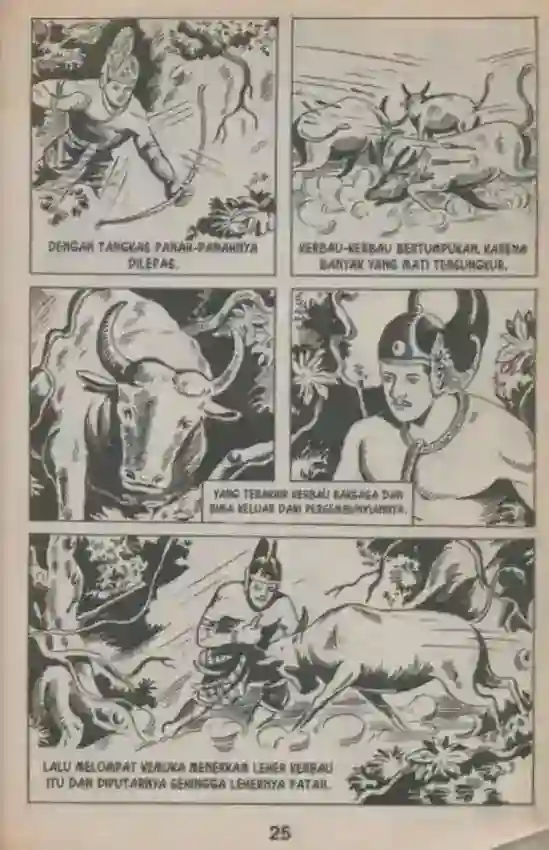 DENGAN TANGKAS PANAH-PANAHNYA
DILEPAS.
KERBAU-KERBAU BERTUMPUKAN, KARENA
BANYAK YANG MATI TERSUNGKUR.
YANG TERAKHIR KERBAU RAKSASA DAN
BIMA KELUAR DARI PERSEMBUNYIANNYA.
LALU MELOMPAT KEMUKA MENERKAM LEHER KERBAU
ITU DAN DIPUTARNYA SEHINGGA LEHERNYA PATAH.
25